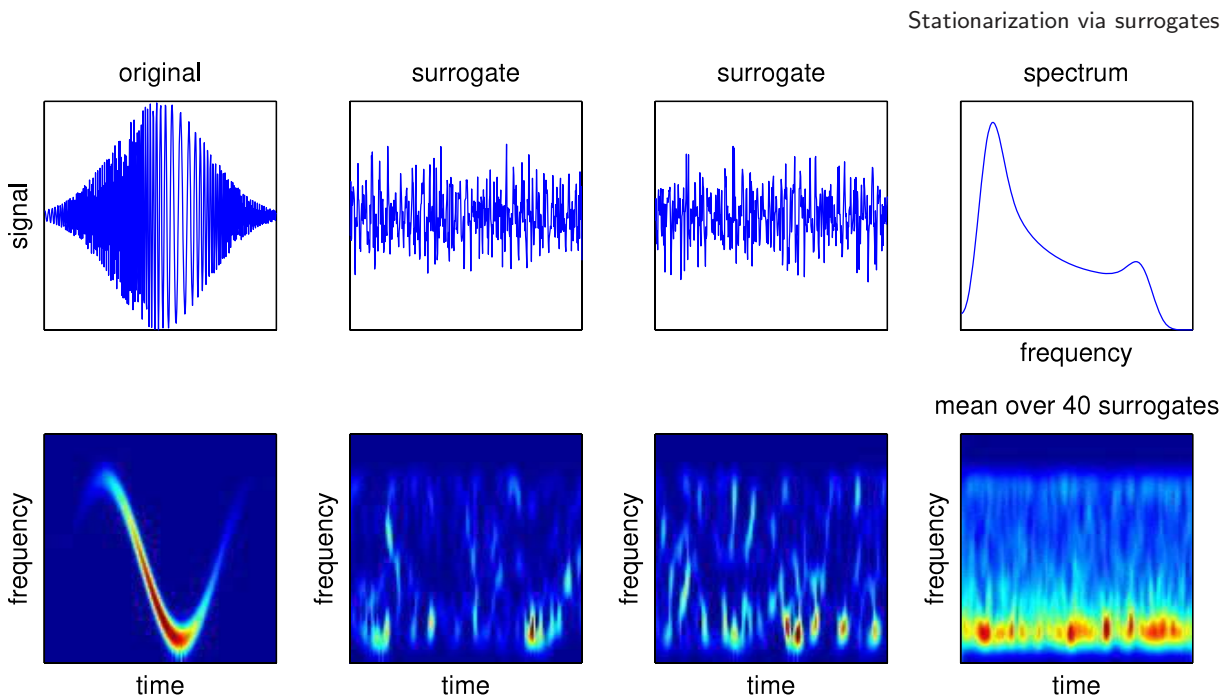 Stationarization via surrogates
original
surrogate
surrogate
spectrum
signal
frequency
mean over 40 surrogates
frequency
frequency
frequency
frequency
time
time
time
time